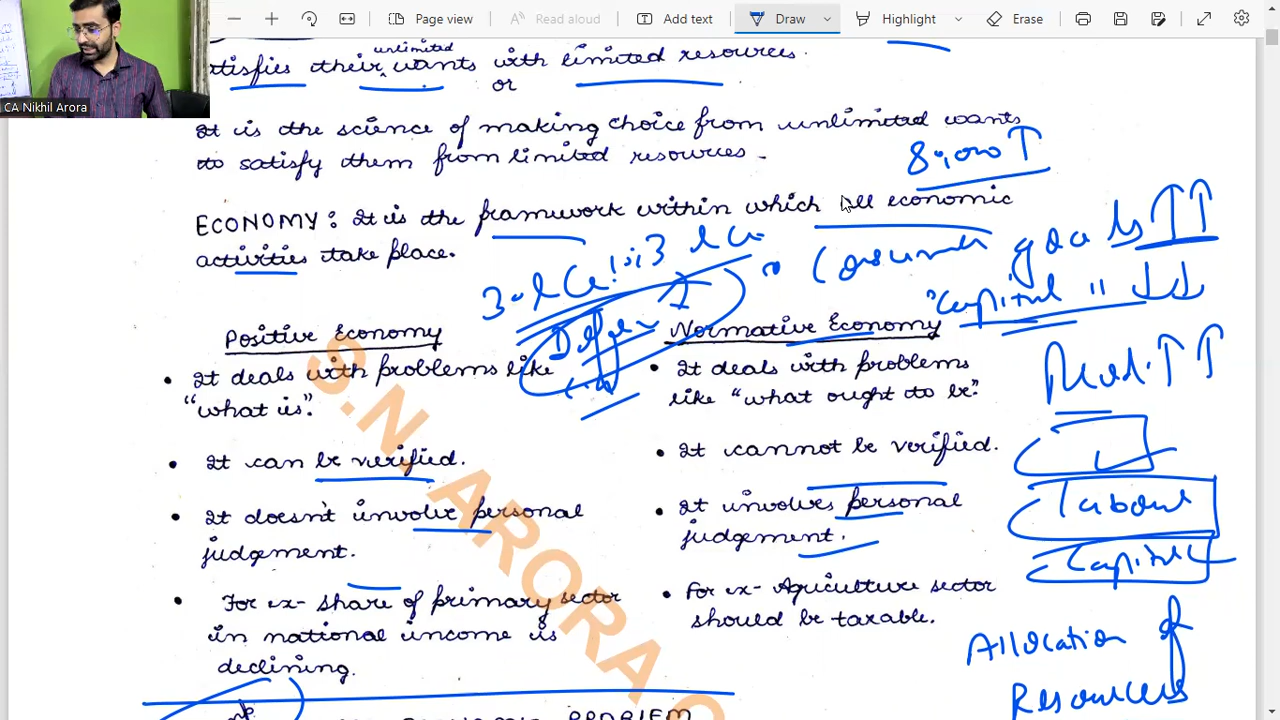 Page view
Read aloud
Add text
Draw
Highlight
Erase
CA Nikhil Arora
unlimited
satisfies their wants with limited resources.
or
It is the science of making choice from unlimited wants
to satisfy them from limited resources.
80,000 ↑
ECONOMY: It is the framework within which all economic
activities take place.
Consumer goods ↑↑
Capital " ↓↓
Positive Economy
Normative Economy
• It deals with problems like
"what is".
• It deals with problems
like "what ought to be."
Prod. ↑↑
• It can be verified.
• It cannot be verified.
Labour
• It doesn't involve personal
judgement.
• It involves personal
judgement.
Capital
• For ex- share of primary sector
in national income is
declining.
• For ex- Agriculture sector
should be taxable.
Allocation of
Resources
S.N. ARORA
PROBLEM